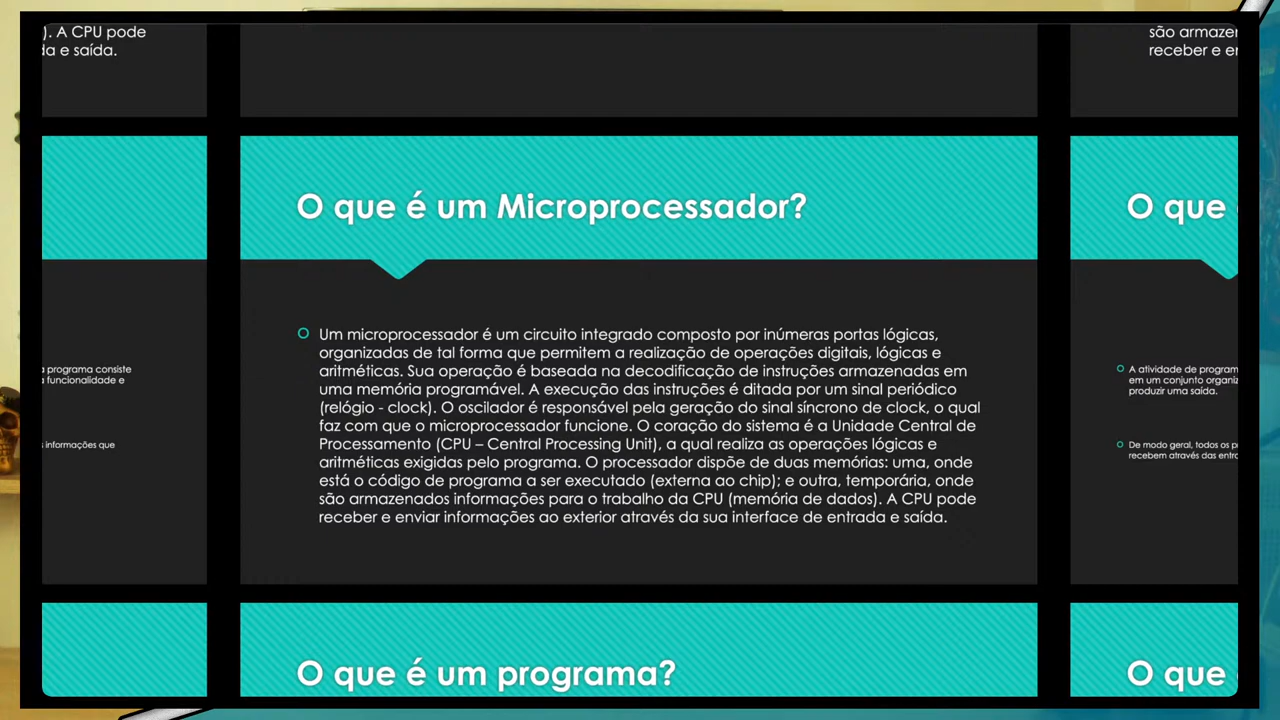 ). A CPU pode
da e saída.
receber e
O que é um Microprocessador?
Um microprocessador é um circuito integrado composto por inúmeras portas lógicas,
organizadas de tal forma que permitem a realização de operações digitais, lógicas e
aritméticas. Sua operação é baseada na decodificação de instruções armazenadas em
uma memória programável. A execução das instruções é ditada por um sinal periódico
(relógio - clock). O oscilador é responsável pela geração do sinal síncrono de clock, o qual
faz com que o microprocessador funcione. O coração do sistema é a Unidade Central de
Processamento (CPU – Central Processing Unit), a qual realiza as operações lógicas e
aritméticas exigidas pelo programa. O processador dispõe de duas memórias: uma, onde
está o código de programa a ser executado (externa ao chip); e outra, temporária, onde
são armazenados informações para o trabalho da CPU (memória de dados). A CPU pode
receber e enviar informações ao exterior através da sua interface de entrada e saída.
a programa consiste
a funcionalidade e
s informações que
O que
A atividade de program
em um conjunto organiz
produzir uma saída.
De modo geral, todos os p
recebem através das entra
O que é um programa?
O que